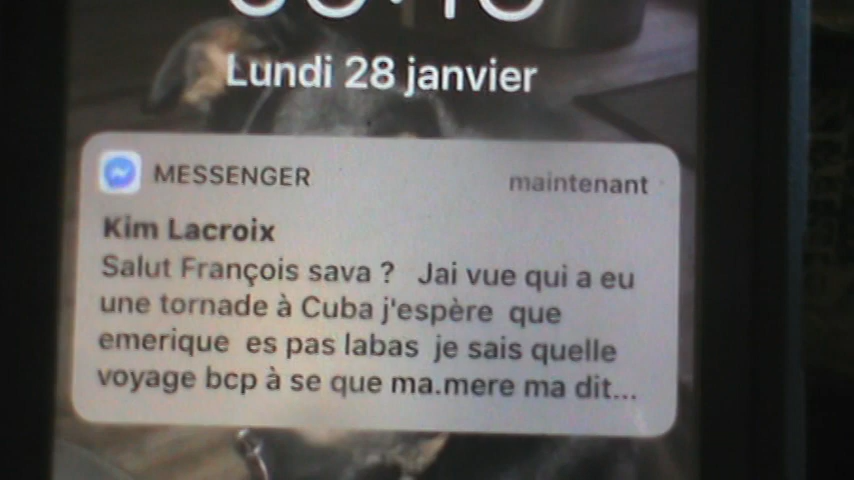 Lundi 28 janvier
MESSENGER maintenant
Kim Lacroix
Salut François sava ? Jai vue qui a eu
une tornade à Cuba j'espère que
emerique es pas labas je sais quelle
voyage bcp à se que ma.mere ma dit...